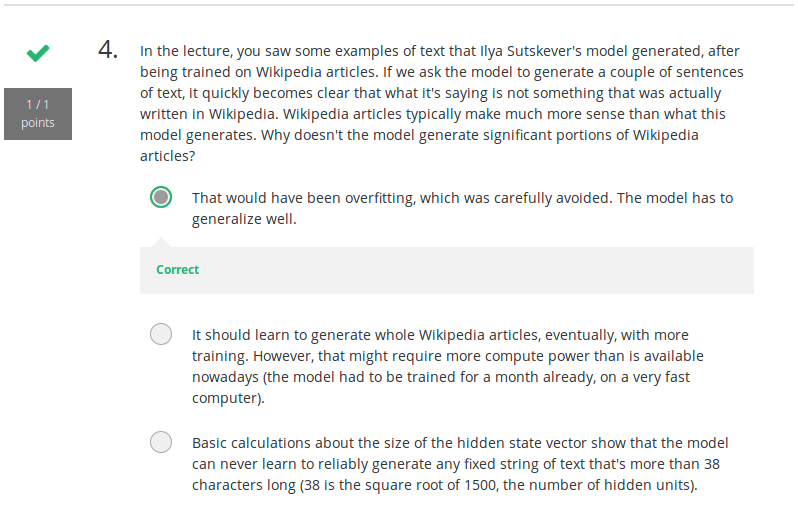 4.
In the lecture, you saw some examples of text that Ilya Sutskever's model generated, after
being trained on Wikipedia articles. If we ask the model to generate a couple of sentences
of text, it quickly becomes clear that what it's saying is not something that was actually
written in Wikipedia. Wikipedia articles typically make much more sense than what this
model generates. Why doesn't the model generate significant portions of Wikipedia
articles?
1 / 1
points
That would have been overfitting, which was carefully avoided. The model has to
generalize well.
Correct
It should learn to generate whole Wikipedia articles, eventually, with more
training. However, that might require more compute power than is available
nowadays (the model had to be trained for a month already, on a very fast
computer).
Basic calculations about the size of the hidden state vector show that the model
can never learn to reliably generate any fixed string of text that's more than 38
characters long (38 is the square root of 1500, the number of hidden units).